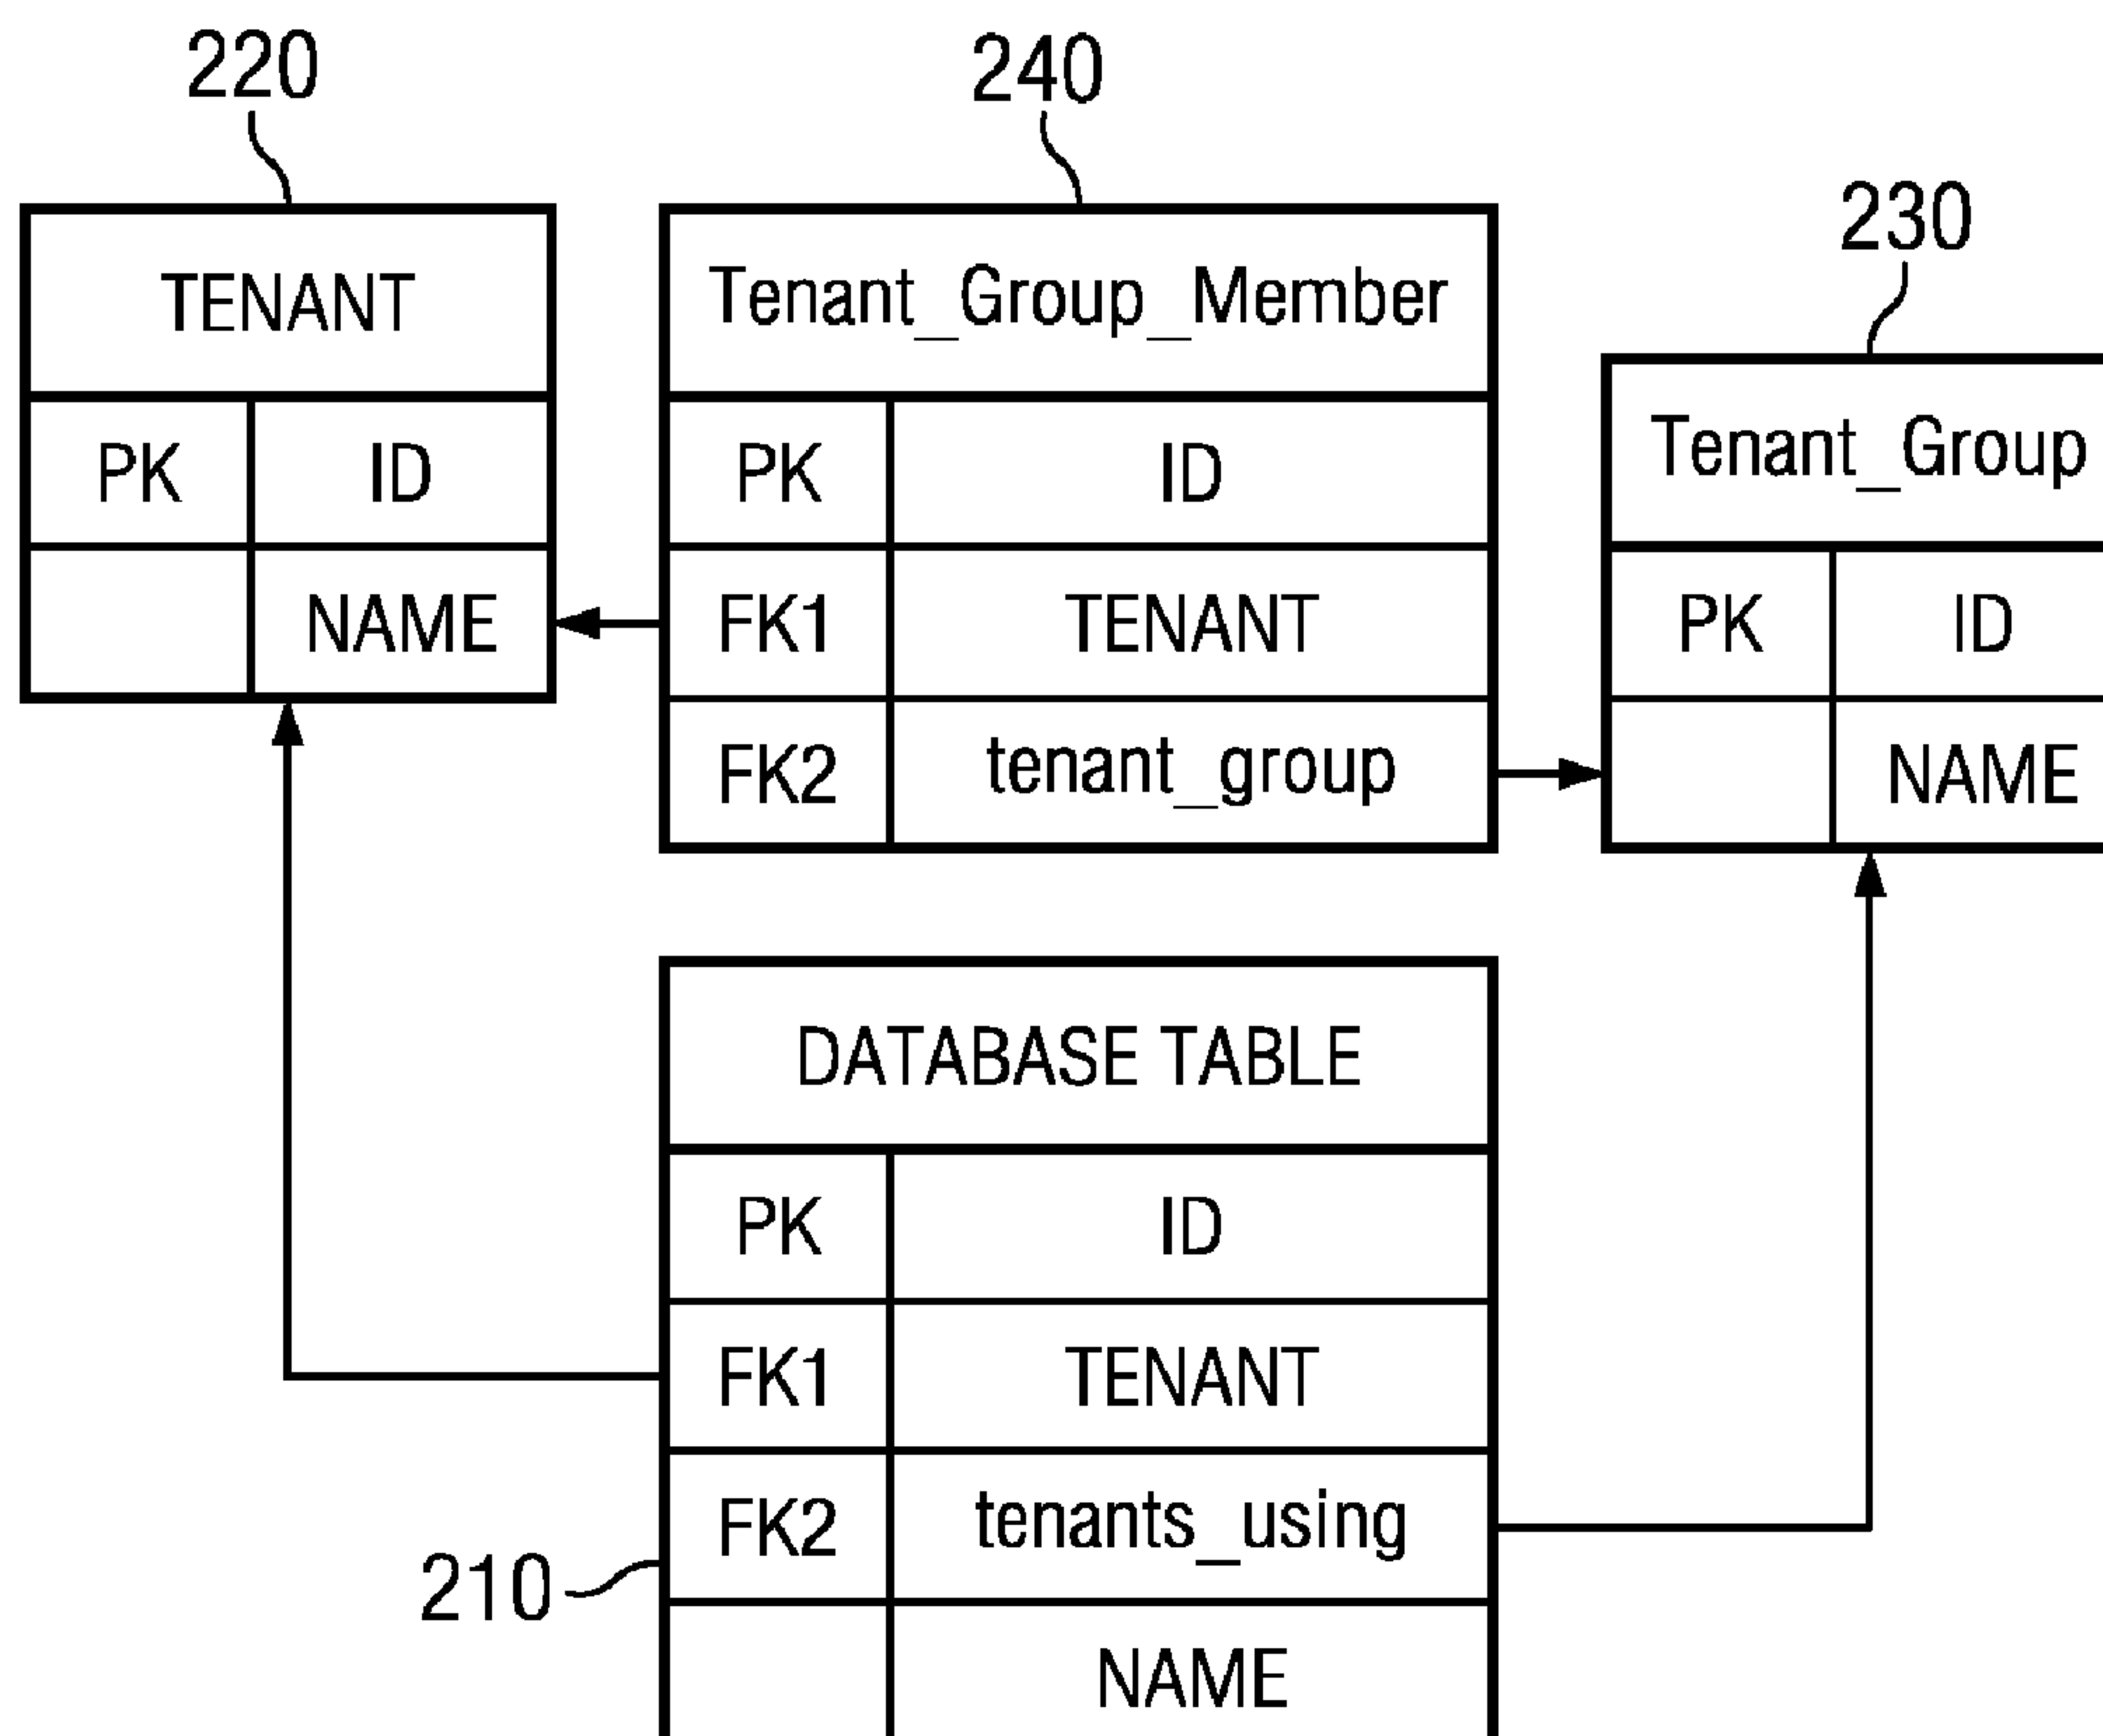 220
240
230
TENANT
PK ID
NAME
Tenant_Group_Member
PK ID
FK1 TENANT
FK2 tenant_group
Tenant_Group
PK ID
NAME
DATABASE TABLE
PK ID
FK1 TENANT
FK2 tenants_using
NAME
210